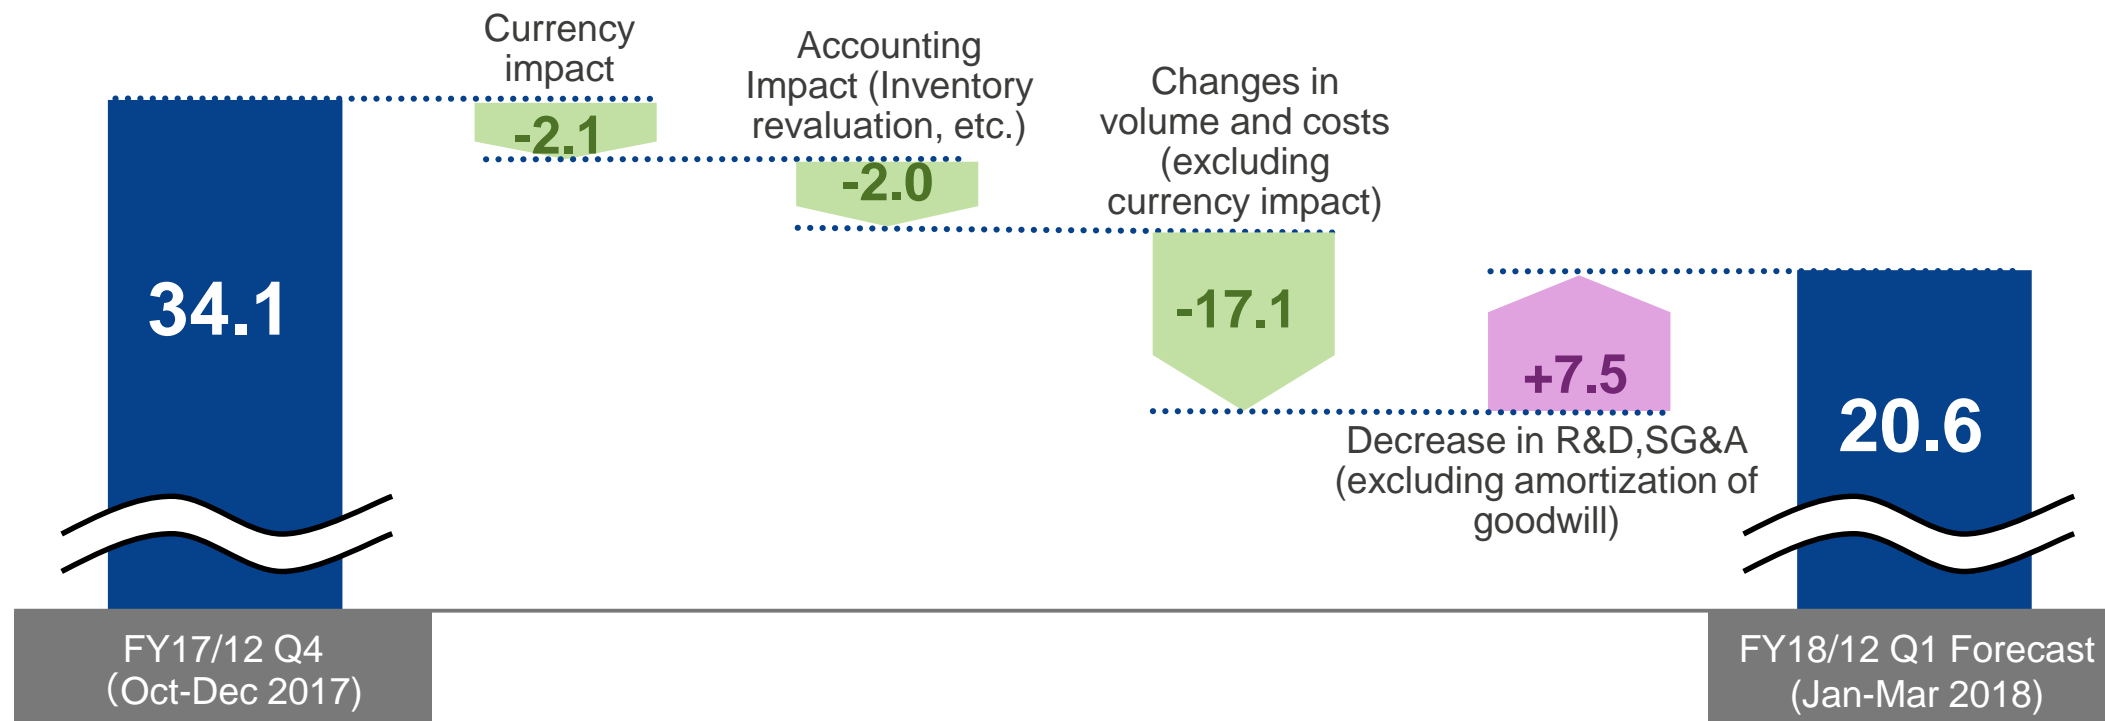 Currency
impact
-2.1
Accounting
Impact (Inventory
revaluation, etc.)
-2.0
Changes in
volume and costs
(excluding
currency impact)
-17.1
+7.5
Decrease in R&D,SG&A
(excluding amortization of
goodwill)
34.1
20.6
FY17/12 Q4
（Oct-Dec 2017)
FY18/12 Q1 Forecast
(Jan-Mar 2018)